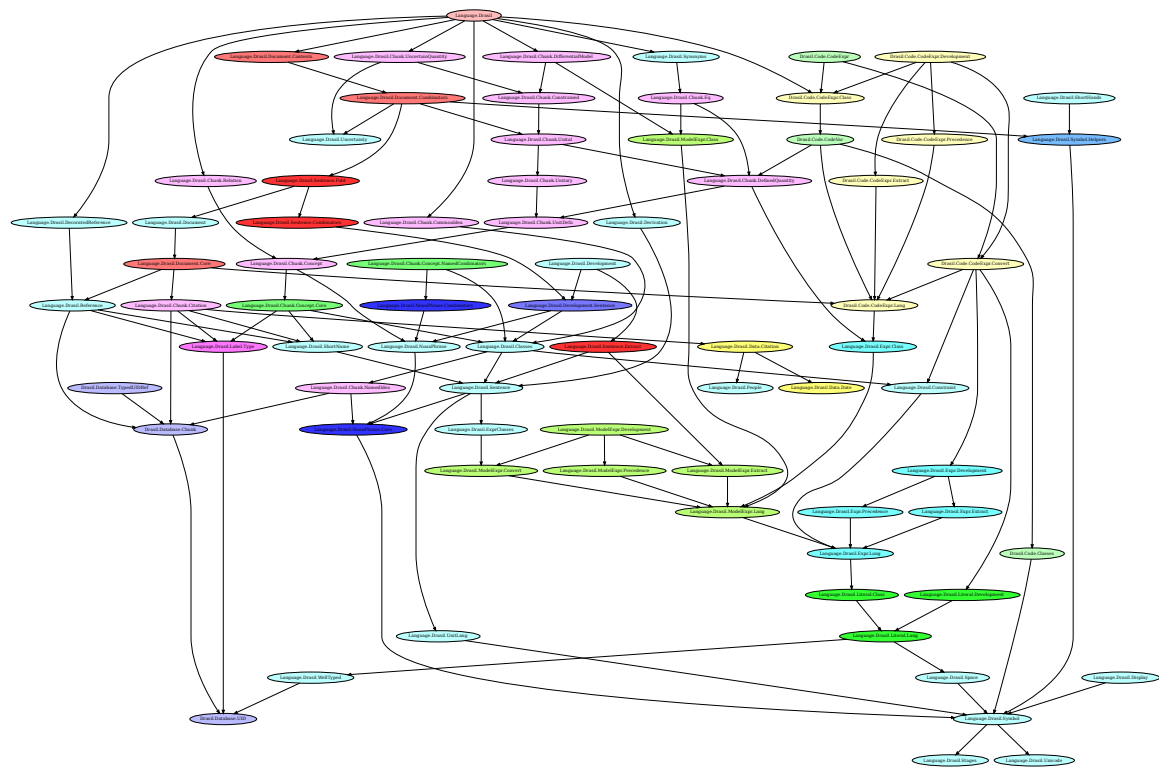 Language.Drasil
Language.Drasil.Document.Contents
Language.Drasil.Chunk.UncertainQuantity
Language.Drasil.Chunk.DifferentialModel
Language.Drasil.Synonyms
Drasil.Code.CodeExpr
Drasil.Code.CodeExpr.Development
Language.Drasil.Document.Combinators
Language.Drasil.Chunk.Constrained
Language.Drasil.Chunk.Eq
Drasil.Code.CodeExpr.Class
Language.Drasil.ShortHands
Language.Drasil.Uncertainty
Language.Drasil.Chunk.Unital
Language.Drasil.ModelExpr.Class
Drasil.Code.CodeVar
Drasil.Code.CodeExpr.Precedence
Language.Drasil.Symbol.Helpers
Language.Drasil.Chunk.Relation
Language.Drasil.Sentence.Fold
Language.Drasil.Chunk.Unitary
Language.Drasil.Chunk.DefinedQuantity
Drasil.Code.CodeExpr.Extract
Language.Drasil.DecoratedReference
Language.Drasil.Document
Language.Drasil.Sentence.Combinators
Language.Drasil.Chunk.CommonIdea
Language.Drasil.Chunk.UnitDefn
Language.Drasil.Derivation
Language.Drasil.Document.Core
Language.Drasil.Chunk.Concept
Language.Drasil.Chunk.Concept.NamedCombinators
Language.Drasil.Development
Drasil.Code.CodeExpr.Convert
Language.Drasil.Reference
Language.Drasil.Chunk.Citation
Language.Drasil.Chunk.Concept.Core
Language.Drasil.NounPhrase.Combinators
Language.Drasil.Development.Sentence
Drasil.Code.CodeExpr.Lang
Language.Drasil.Label.Type
Language.Drasil.ShortName
Language.Drasil.NounPhrase
Language.Drasil.Classes
Language.Drasil.Sentence.Extract
Language.Drasil.Data.Citation
Language.Drasil.Expr.Class
Drasil.Database.TypedUIDRef
Language.Drasil.Chunk.NamedIdea
Language.Drasil.Sentence
Language.Drasil.People
Language.Drasil.Data.Date
Language.Drasil.Constraint
Drasil.Database.Chunk
Language.Drasil.NounPhrase.Core
Language.Drasil.ExprClasses
Language.Drasil.ModelExpr.Development
Language.Drasil.ModelExpr.Convert
Language.Drasil.ModelExpr.Precedence
Language.Drasil.ModelExpr.Extract
Language.Drasil.Expr.Development
Language.Drasil.ModelExpr.Lang
Language.Drasil.Expr.Precedence
Language.Drasil.Expr.Extract
Language.Drasil.Expr.Lang
Drasil.Code.Classes
Language.Drasil.Literal.Class
Language.Drasil.Literal.Development
Language.Drasil.UnitLang
Language.Drasil.Literal.Lang
Language.Drasil.WellTyped
Language.Drasil.Space
Language.Drasil.Display
Drasil.Database.UID
Language.Drasil.Symbol
Language.Drasil.Stages
Language.Drasil.Unicode